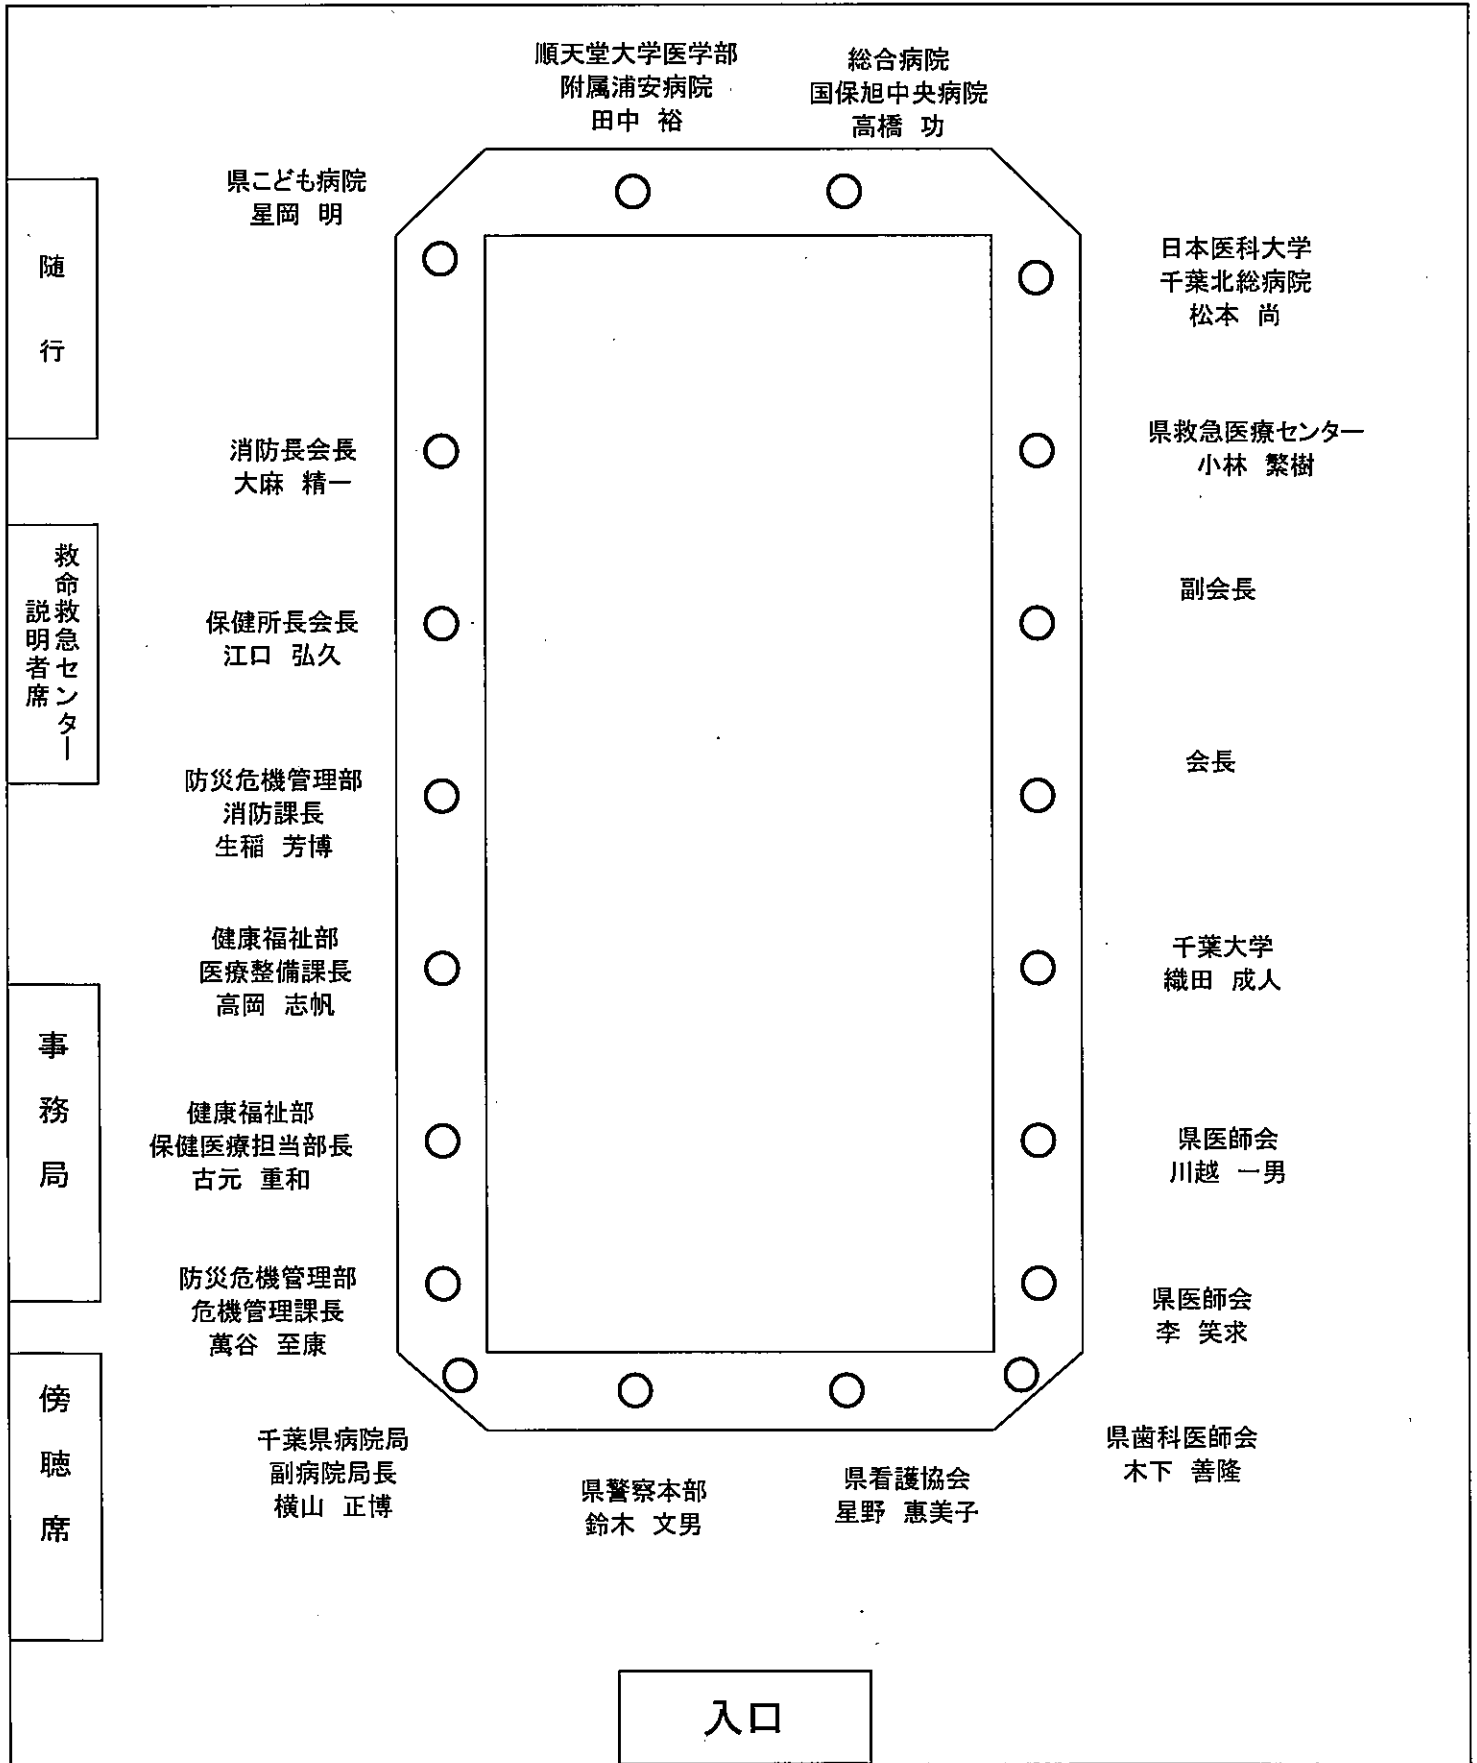 順天堂大学医学部
附属浦安病院
田中 裕
総合病院
国保旭中央病院
高橋 功
県こども病院
星岡 明
日本医科大学
千葉北総病院
松本 尚
随行
消防長会長
大麻 精一
県救急医療センター
小林 繁樹
救命救急センター
説明者席
保健所長会長
江口 弘久
副会長
防災危機管理部
消防課長
生稲 芳博
会長
健康福祉部
医療整備課長
高岡 志帆
千葉大学
織田 成人
事務局
健康福祉部
保健医療担当部長
古元 重和
県医師会
川越 一男
防災危機管理部
危機管理課長
萬谷 至康
県医師会
李 笑求
傍聴席
千葉県病院局
副病院局長
横山 正博
県警察本部
鈴木 文男
県看護協会
星野 惠美子
県歯科医師会
木下 善隆
入口